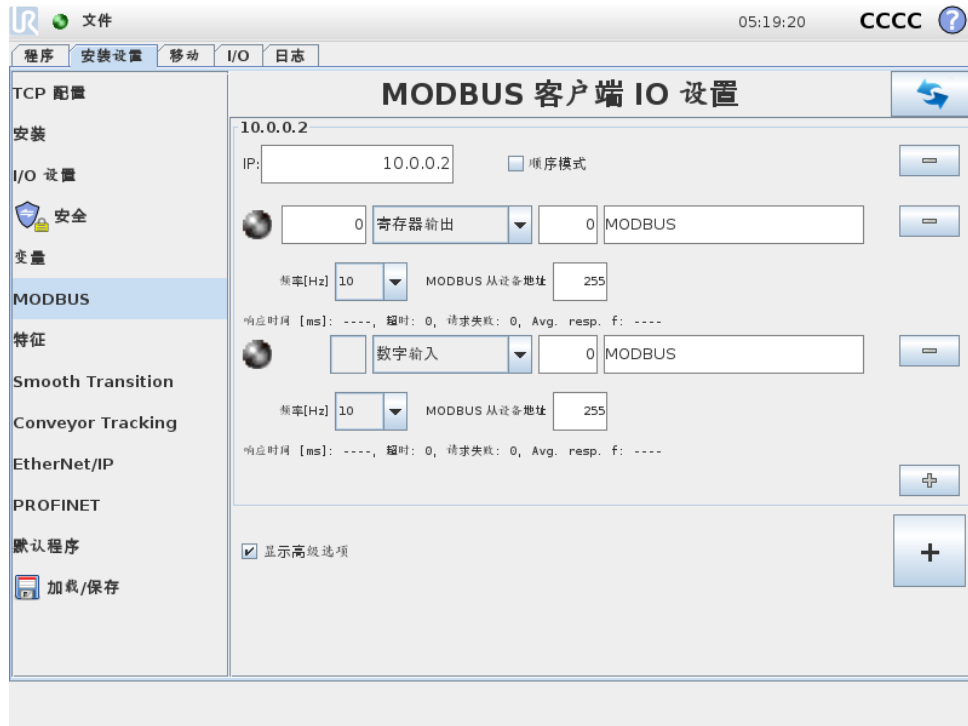 UR 文件 05:19:20 CCCC ?
程序 安装设置 移动 I/O 日志
TCP 配置
安装
I/O 设置
安全
变量
MODBUS
特征
Smooth Transition
Conveyor Tracking
EtherNet/IP
PROFINET
默认程序
加载/保存
MODBUS 客户端 IO 设置
10.0.0.2
IP: 10.0.0.2 顺序模式
0 寄存器输出 0 MODBUS
频率[Hz] 10 MODBUS 从设备地址 255
响应时间 [ms]: ----, 超时: 0, 请求失败: 0, Avg. resp. f: ----
数字输入 0 MODBUS
频率[Hz] 10 MODBUS 从设备地址 255
响应时间 [ms]: ----, 超时: 0, 请求失败: 0, Avg. resp. f: ----
显示高级选项